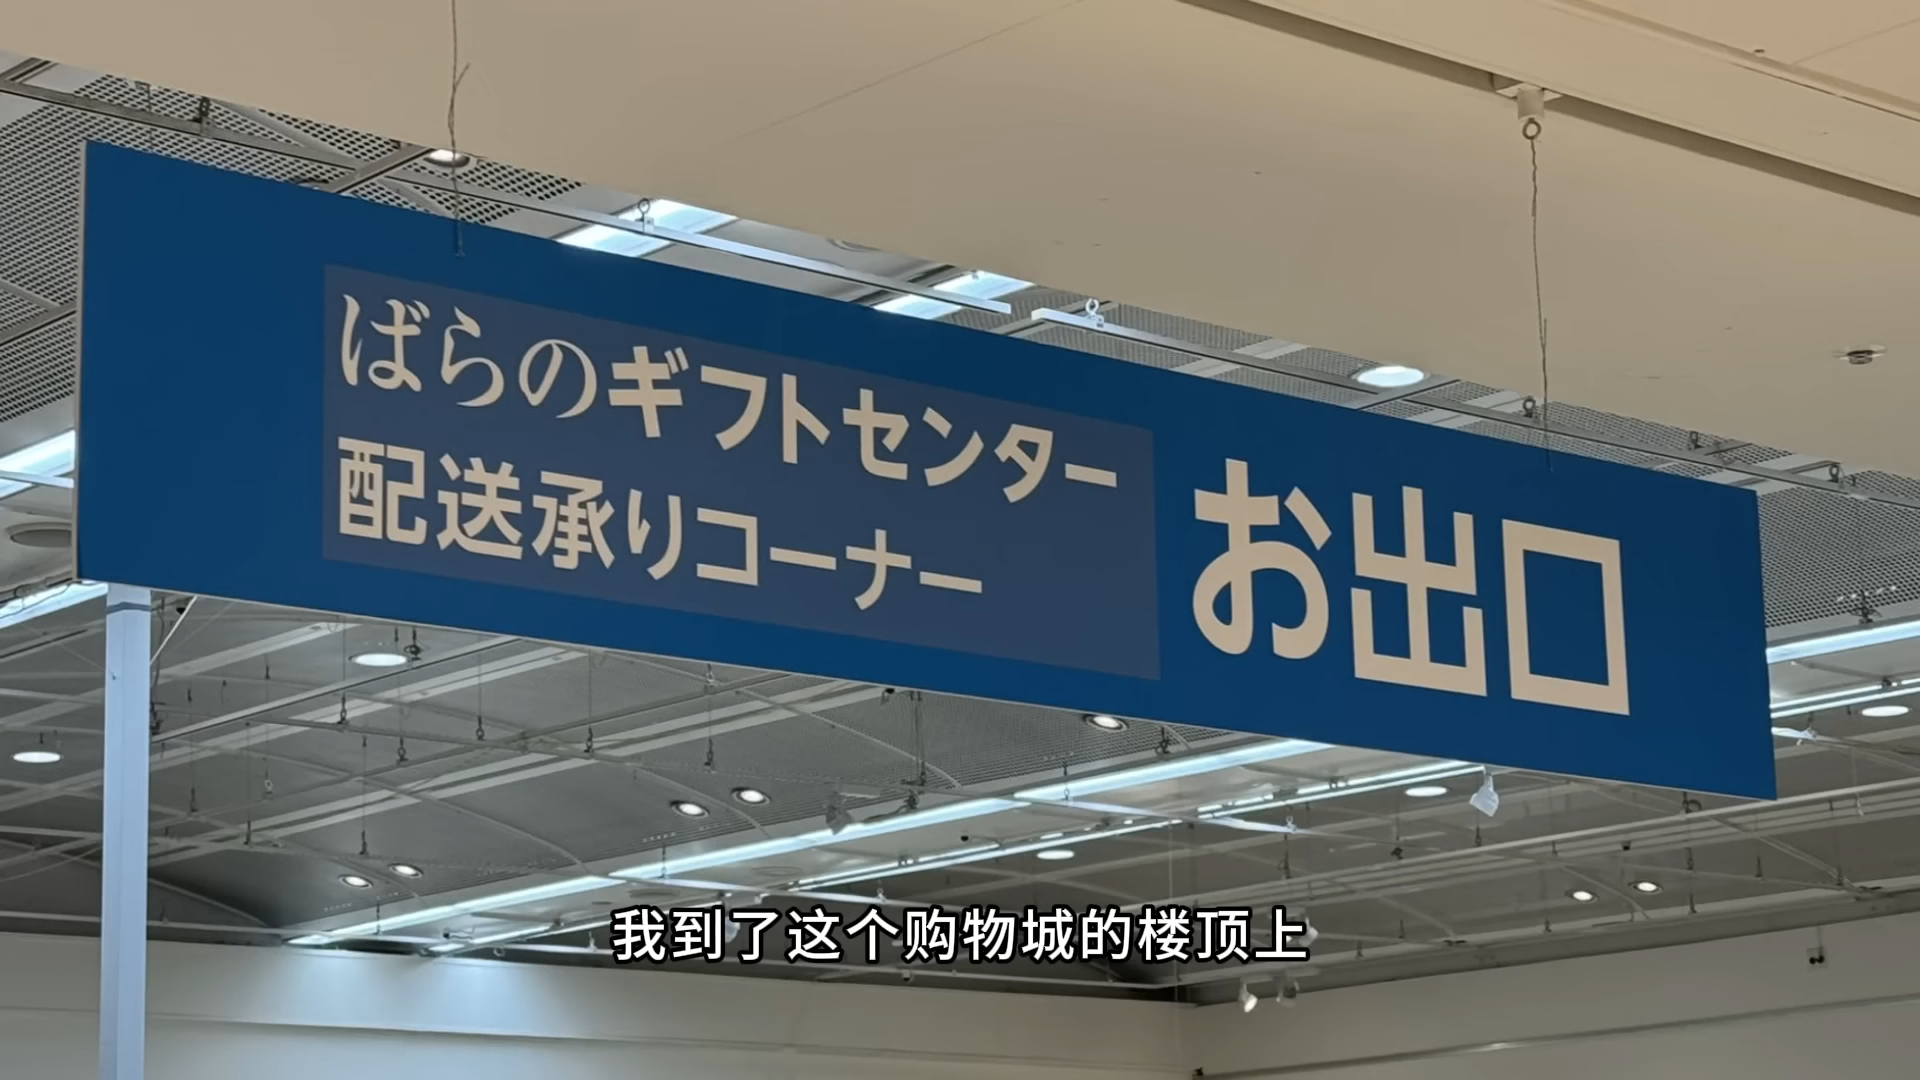 ばらのギフトセンター
配送承りコーナー
お出口
我到了这个购物城的楼顶上